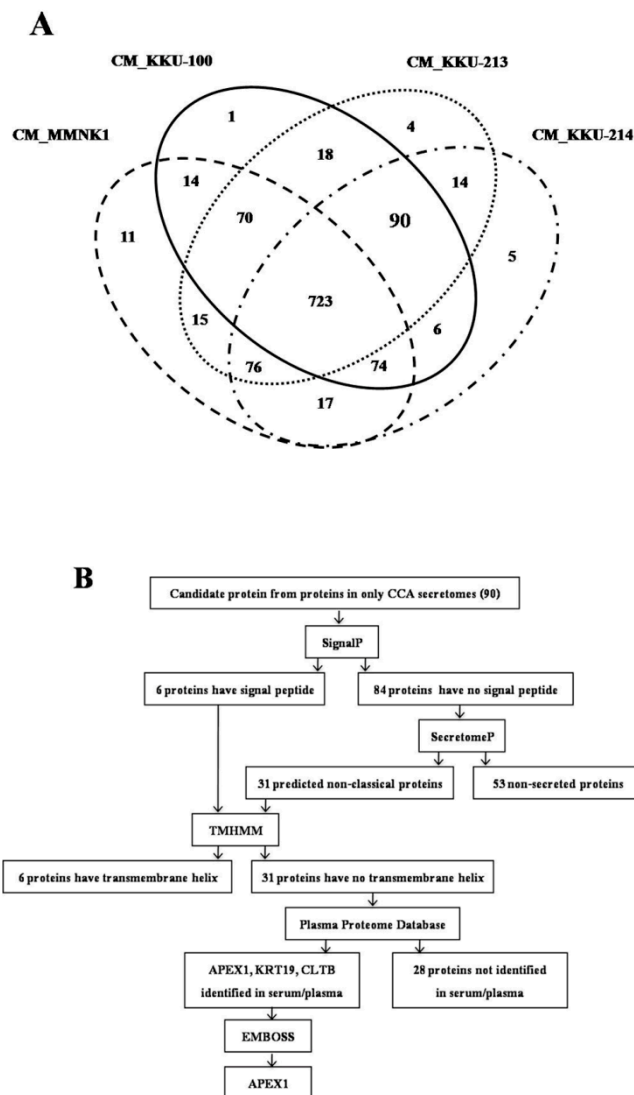 A
CM_KKU-100
CM_KKU-213
CM_MMNK1
CM_KKU-214
1
4
18
14
14
70
90
11
5
723
15
6
76
74
17
B
Candidate protein from proteins in only CCA secretomes (90)
SignalP
6 proteins have signal peptide
84 proteins have no signal peptide
SecretomeP
31 predicted non-classical proteins
53 non-secreted proteins
TMHMM
6 proteins have transmembrane helix
31 proteins have no transmembrane helix
Plasma Proteome Database
APEX1, KRT19, CLTB
identified in serum/plasma
28 proteins not identified
in serum/plasma
EMBOSS
APEX1